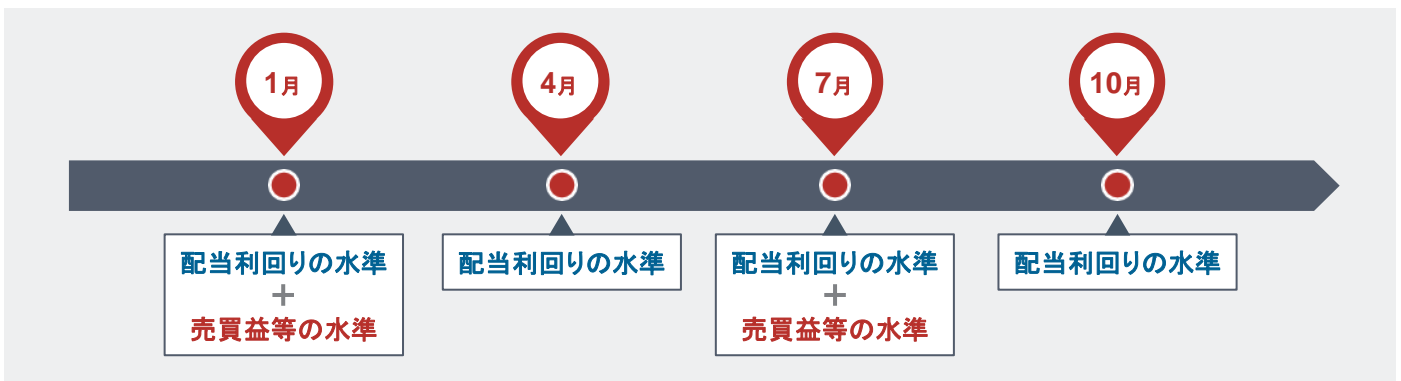 1月
4月
7月
10月
配当利回りの水準
+
売買益等の水準
配当利回りの水準
配当利回りの水準
+
売買益等の水準
配当利回りの水準